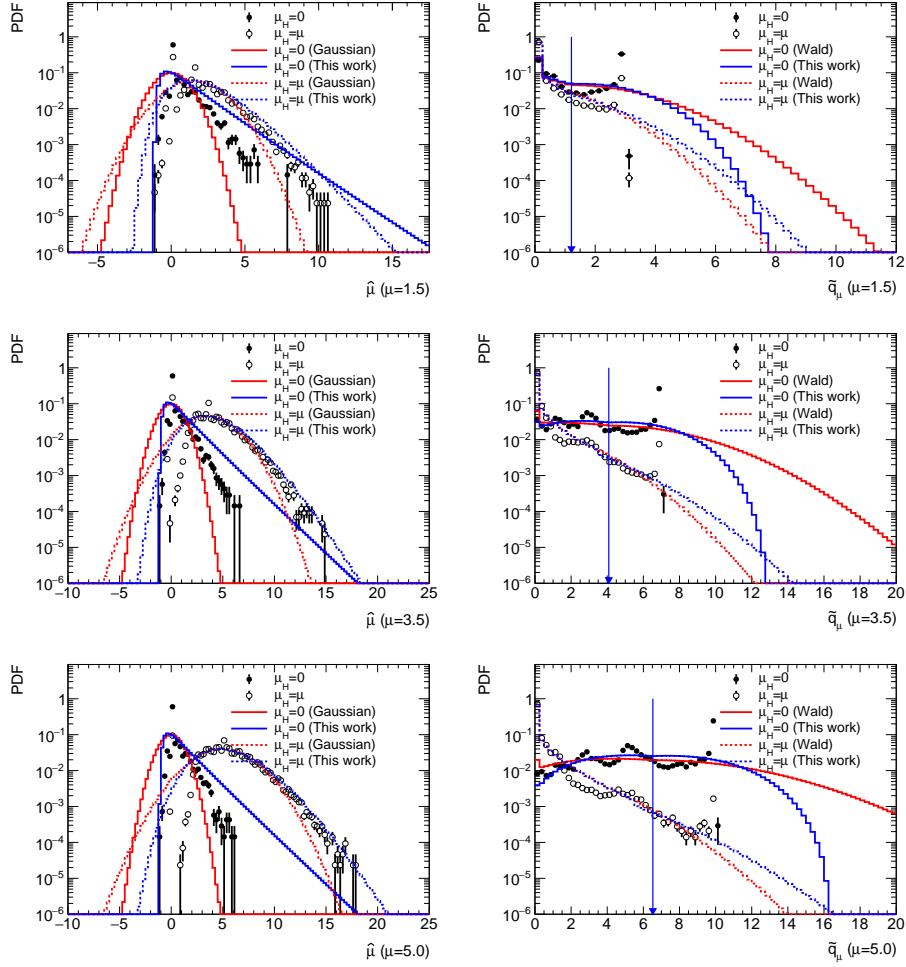 PDF
1
10⁻¹
10⁻²
10⁻³
10⁻⁴
10⁻⁵
10⁻⁶
μ_H=0
μ_H=μ
μ_H=0 (Gaussian)
μ_H=0 (This work)
μ_H=μ (Gaussian)
μ_H=μ (This work)
−5 0 5 10 15
μ̂ (μ=1.5)
PDF
1
10⁻¹
10⁻²
10⁻³
10⁻⁴
10⁻⁵
10⁻⁶
μ_H=0
μ_H=μ
μ_H=0 (Wald)
μ_H=0 (This work)
μ_H=μ (Wald)
μ_H=μ (This work)
0 2 4 6 8 10 12
q̃_μ (μ=1.5)
PDF
1
10⁻¹
10⁻²
10⁻³
10⁻⁴
10⁻⁵
10⁻⁶
μ_H=0
μ_H=μ
μ_H=0 (Gaussian)
μ_H=0 (This work)
μ_H=μ (Gaussian)
μ_H=μ (This work)
−10 −5 0 5 10 15 20 25
μ̂ (μ=3.5)
PDF
1
10⁻¹
10⁻²
10⁻³
10⁻⁴
10⁻⁵
10⁻⁶
μ_H=0
μ_H=μ
μ_H=0 (Wald)
μ_H=0 (This work)
μ_H=μ (Wald)
μ_H=μ (This work)
0 2 4 6 8 10 12 14 16 18 20
q̃_μ (μ=3.5)
PDF
1
10⁻¹
10⁻²
10⁻³
10⁻⁴
10⁻⁵
10⁻⁶
μ_H=0
μ_H=μ
μ_H=0 (Gaussian)
μ_H=0 (This work)
μ_H=μ (Gaussian)
μ_H=μ (This work)
−10 −5 0 5 10 15 20 25
μ̂ (μ=5.0)
PDF
1
10⁻¹
10⁻²
10⁻³
10⁻⁴
10⁻⁵
10⁻⁶
μ_H=0
μ_H=μ
μ_H=0 (Wald)
μ_H=0 (This work)
μ_H=μ (Wald)
μ_H=μ (This work)
0 2 4 6 8 10 12 14 16 18 20
q̃_μ (μ=5.0)